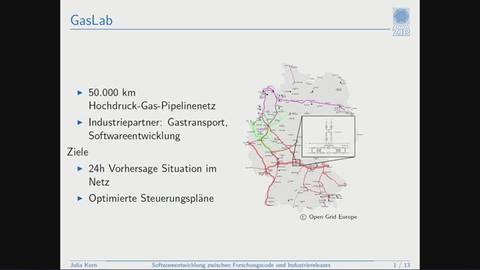 GasLab
ZIB
▶ 50.000 km
Hochdruck-Gas-Pipelinenetz
▶ Industriepartner: Gastransport,
Softwareentwicklung
Ziele
▶ 24h Vorhersage Situation im
Netz
▶ Optimierte Steuerungspläne
© Open Grid Europe
Julia Kern
Softwareentwicklung zwischen Forschungscode und Industriereleases
1 / 13